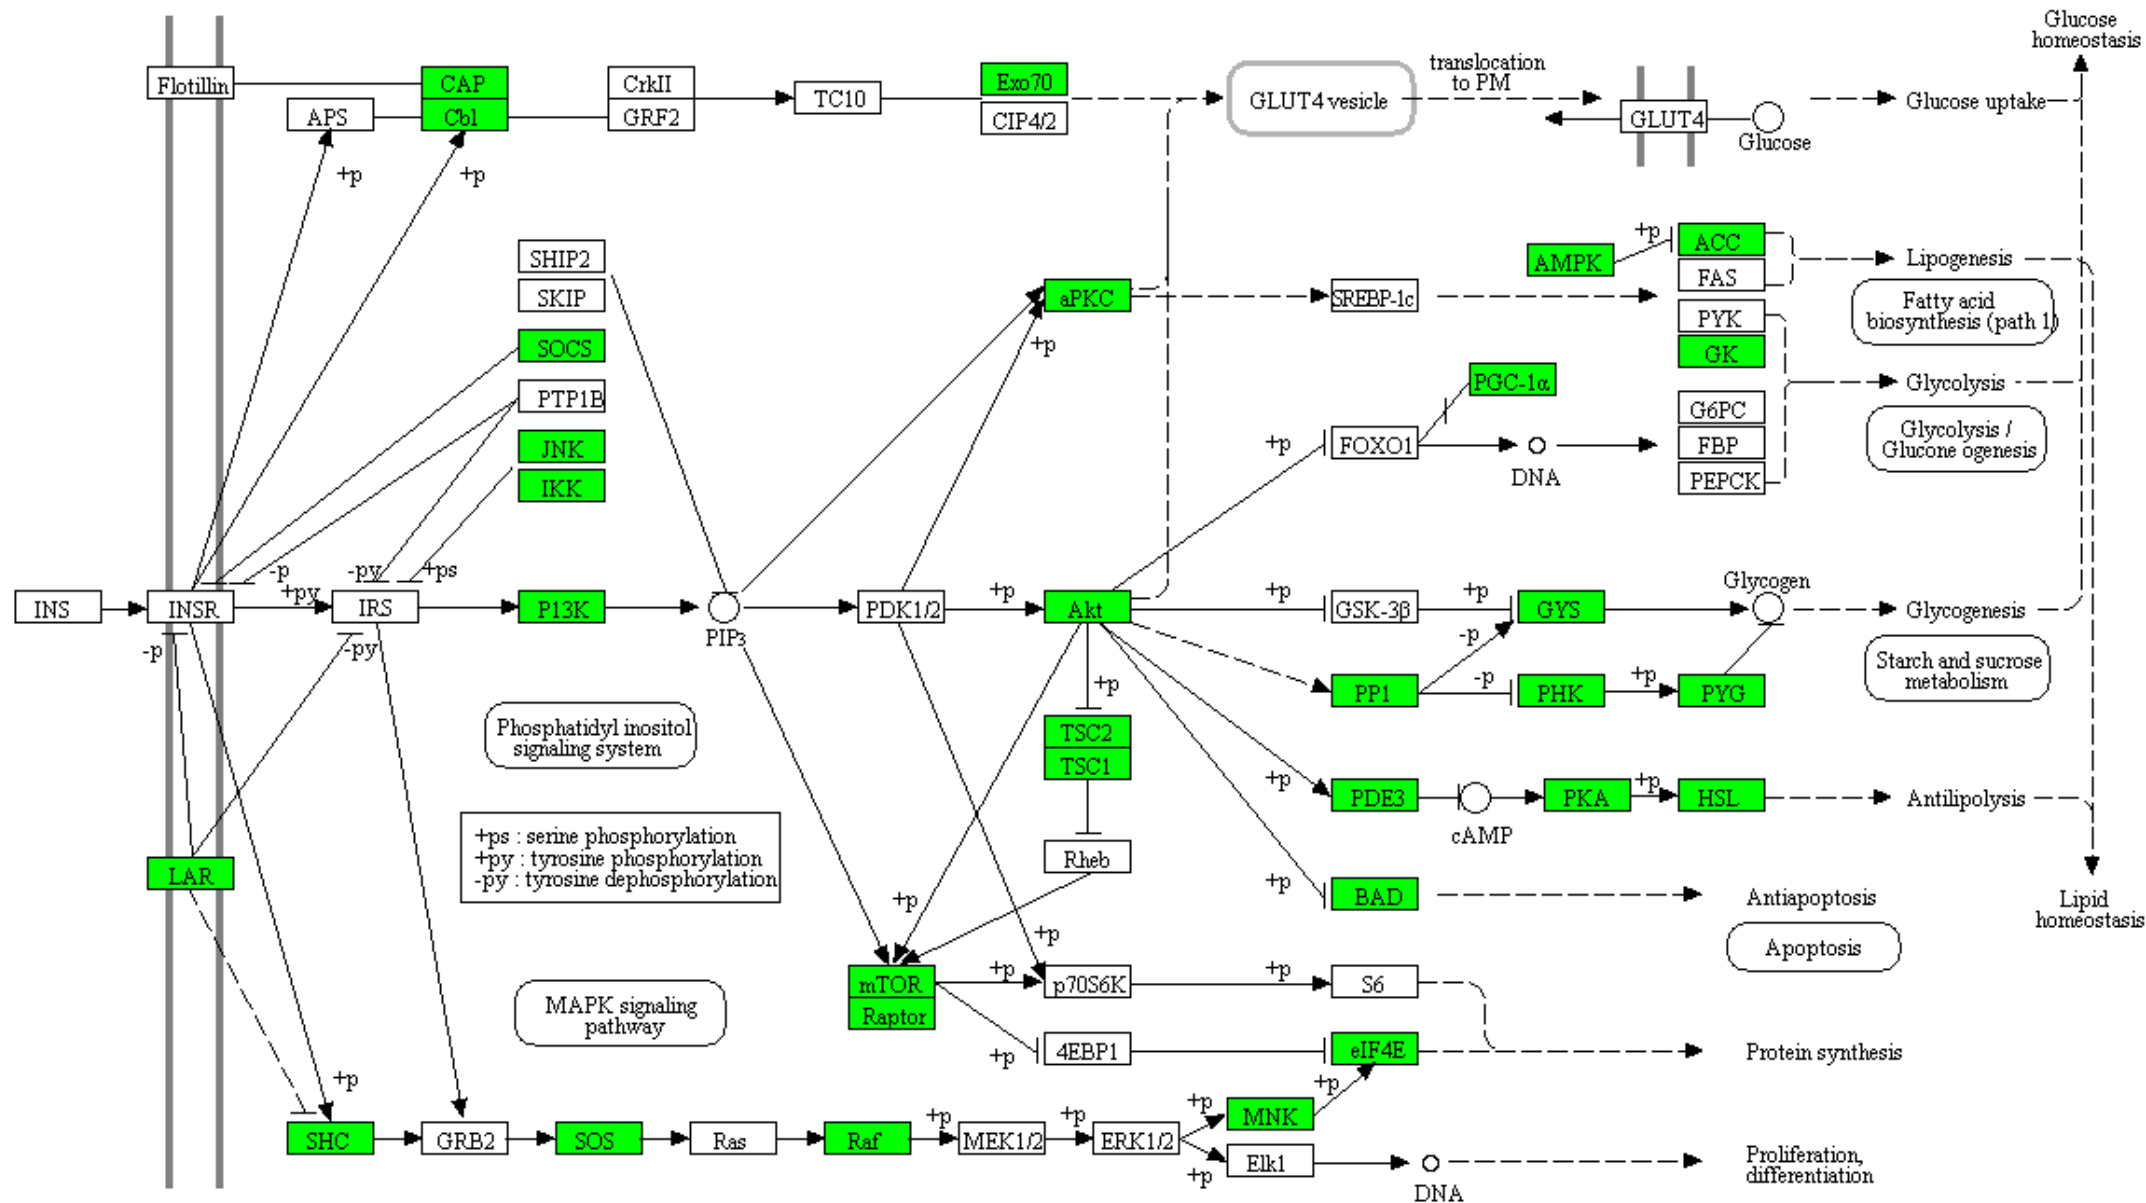 Glucose
homeostasis
Flotillin
CAP
CrkII
Exo70
translocation
to PM
APS
Cbl
GRF2
TC10
CIP4/2
GLUT4 vesicle
GLUT4
Glucose
Glucose uptake
+p
+p
SHIP2
SKIP
SOCS
PTP1B
JNK
IKK
aPKC
+p
SREBP-1c
AMPK
+p
ACC
FAS
PYK
GK
Lipogenesis
Fatty acid
biosynthesis (path 1)
PGC-1α
Glycolysis
+p
FOXO1
DNA
G6PC
FBP
PEPCK
Glycolysis /
Glucone ogenesis
-p
-py
+ps
+py
INS
INSR
IRS
P13K
PIP3
PDK1/2
+p
Akt
+p
GSK-3β
+p
GYS
Glycogen
Glycogenesis
-p
-py
-p
Starch and sucrose
metabolism
+p
PP1
-p
PHK
+p
PYG
Phosphatidyl inositol
signaling system
TSC2
TSC1
+p
PDE3
cAMP
PKA
+p
HSL
Antilipolysis
+ps : serine phosphorylation
+py : tyrosine phosphorylation
-py : tyrosine dephosphorylation
LAR
Rheb
+p
+p
BAD
Antiapoptosis
Apoptosis
Lipid
homeostasis
+p
mTOR
Raptor
+p
p70S6K
+p
S6
MAPK signaling
pathway
+p
4EBP1
eIF4E
Protein synthesis
+p
+p
SHC
GRB2
SOS
Ras
Raf
+p
MEK1/2
+p
ERK1/2
+p
MNK
+p
Elk1
DNA
Proliferation,
differentiation